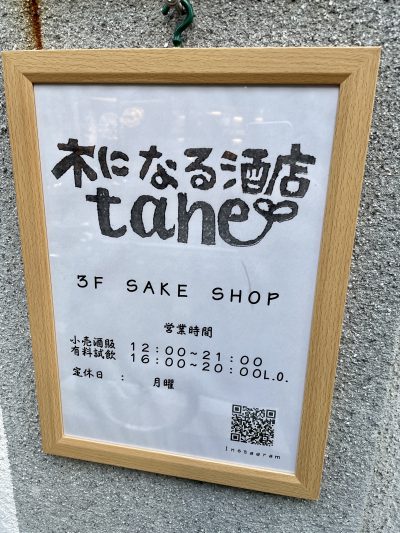 木になる酒店
tane
3F SAKE SHOP
営業時間
小売酒販 12:00~21:00
有料試飲 16:00~20:00L.O.
定休日 : 月曜
Instagram